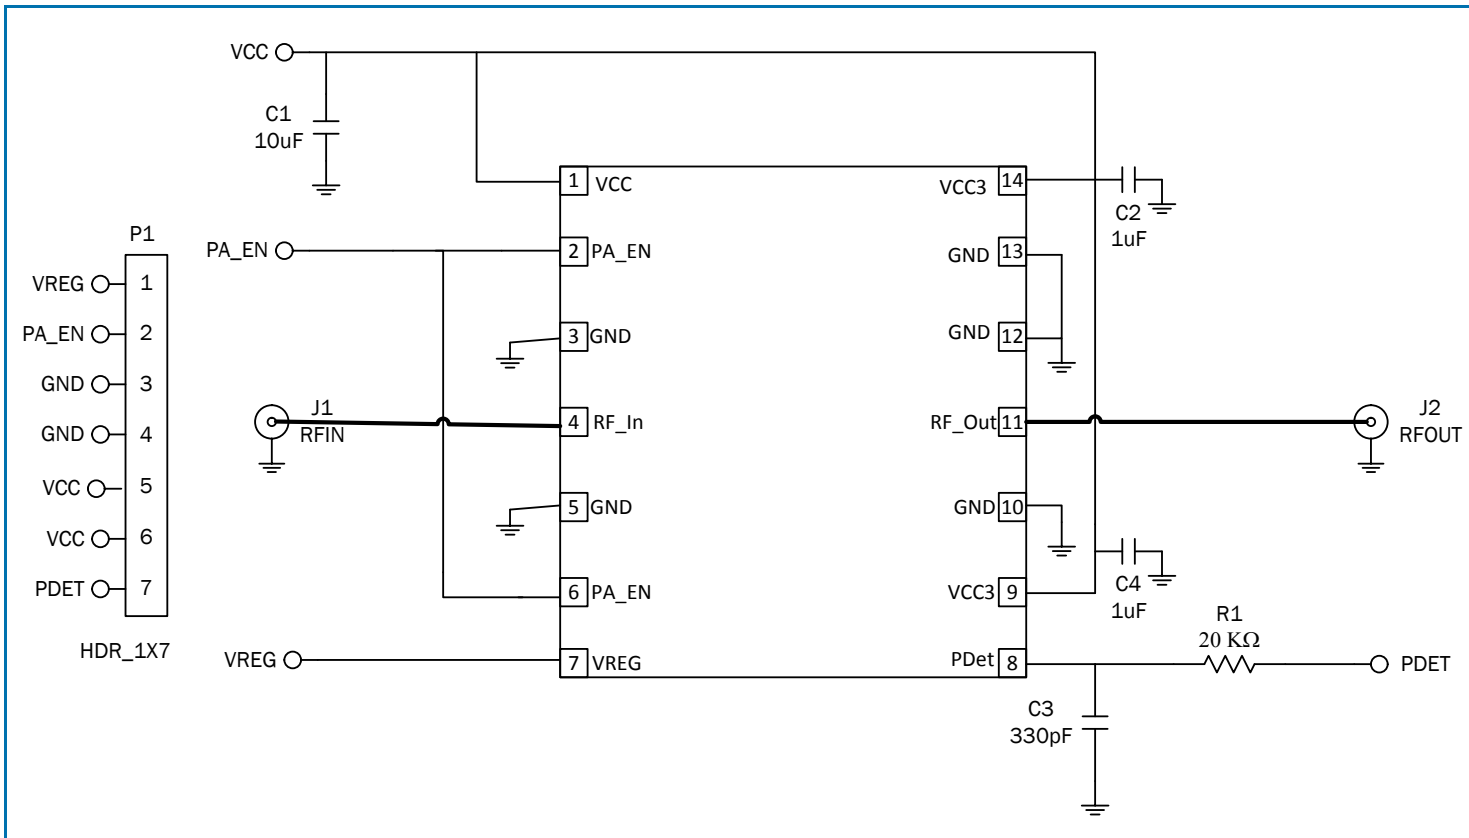 VCC
C1
10uF
1 VCC
VCC3 14
C2
1uF
P1
PA_EN
2 PA_EN
GND 13
VREG 1
PA_EN 2
3 GND
GND 12
GND 3
J1
RFIN
4 RF_In
RF_Out 11
J2
RFOUT
GND 4
VCC 5
5 GND
GND 10
VCC 6
PDET 7
6 PA_EN
VCC3 9
C4
1uF
HDR_1X7
VREG
7 VREG
PDet 8
R1
20 KΩ
PDET
C3
330pF